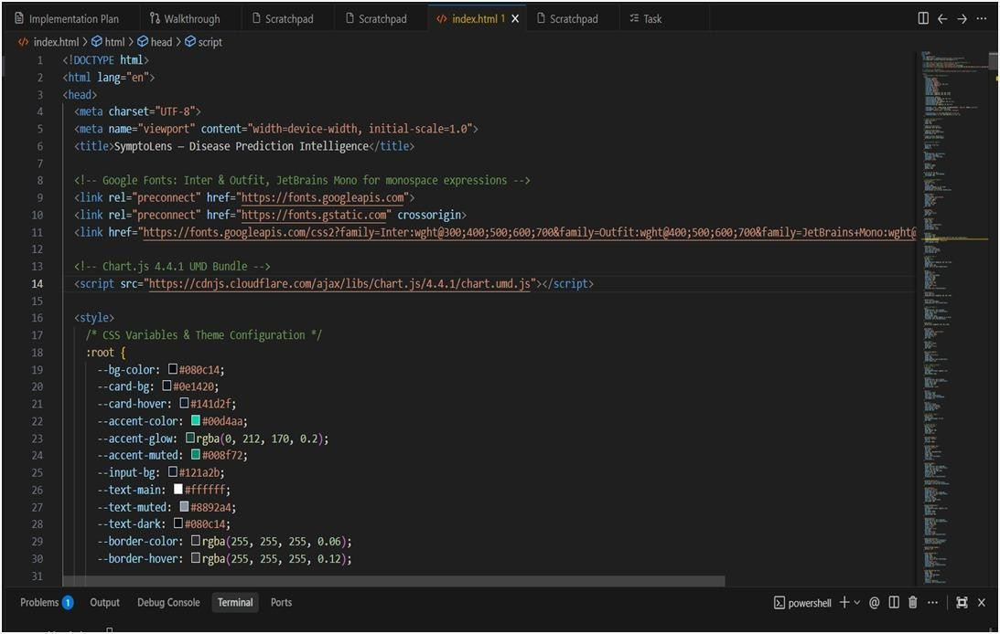 Implementation Plan
Walkthrough
Scratchpad
Scratchpad
index.html 1
Scratchpad
Task
index.html > html > head > script
1 <!DOCTYPE html>
2 <html lang="en">
3 <head>
4 <meta charset="UTF-8">
5 <meta name="viewport" content="width=device-width, initial-scale=1.0">
6 <title>SymptoLens – Disease Prediction Intelligence</title>
7
8 <!-- Google Fonts: Inter & Outfit, JetBrains Mono for monospace expressions -->
9 <link rel="preconnect" href="https://fonts.googleapis.com">
10 <link rel="preconnect" href="https://fonts.gstatic.com" crossorigin>
11 <link href="https://fonts.googleapis.com/css2?family=Inter:wght@300;400;500;600;700&family=Outfit:wght@400;500;600;700&family=JetBrains+Mono:wght@
12
13 <!-- Chart.js 4.4.1 UMD Bundle -->
14 <script src="https://cdnjs.cloudflare.com/ajax/libs/Chart.js/4.4.1/chart.umd.js"></script>
15
16 <style>
17 /* CSS Variables & Theme Configuration */
18 :root {
19 --bg-color: #080c14;
20 --card-bg: #0e1420;
21 --card-hover: #141d2f;
22 --accent-color: #00d4aa;
23 --accent-glow: rgba(0, 212, 170, 0.2);
24 --accent-muted: #008f72;
25 --input-bg: #121a2b;
26 --text-main: #ffffff;
27 --text-muted: #8892a4;
28 --text-dark: #080c14;
29 --border-color: rgba(255, 255, 255, 0.06);
30 --border-hover: rgba(255, 255, 255, 0.12);
31
Problems 1 Output Debug Console Terminal Ports powershell